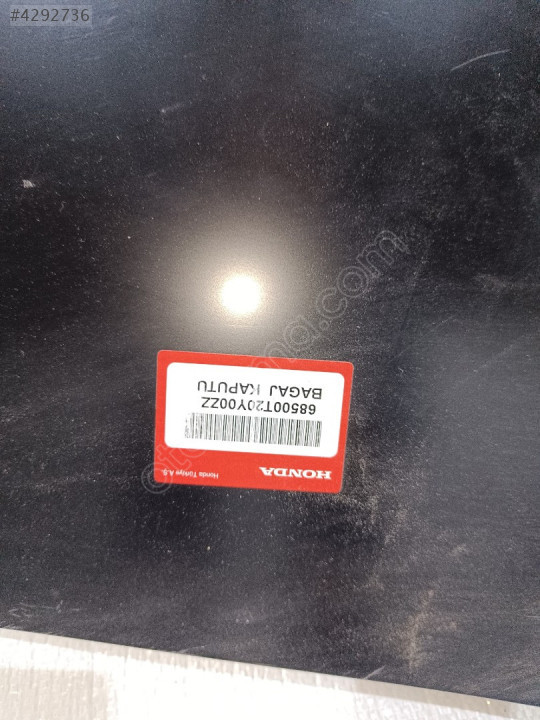 #4292736
HONDA
Honda Türkiye A.Ş.
68500T20Y00ZZ
BAGAJ KAPUTU